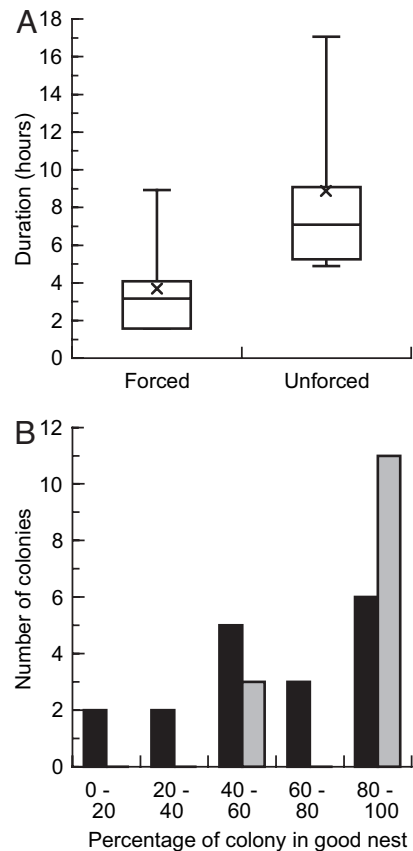 A
18
16
14
12
10
8
6
4
2
0
Duration (hours)
Forced Unforced
B
12
10
8
6
4
2
0
Number of colonies
0 - 20 - 40 - 60 - 80 -
20 40 60 80 100
Percentage of colony in good nest